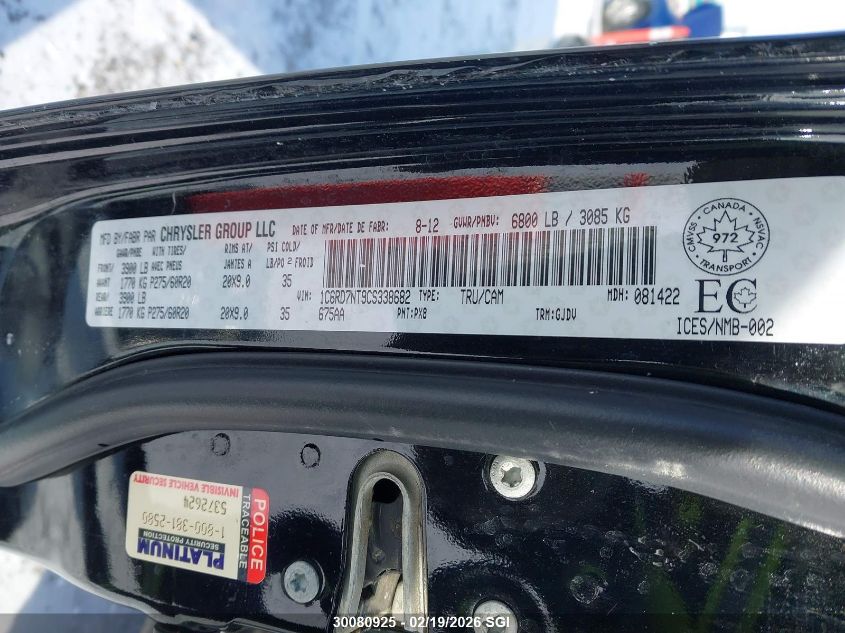 MFD BY/FABR PAR CHRYSLER GROUP LLC DATE OF MFR/DATE DE FABR: 8-12 GVWR/PNBV: 6800 LB / 3085 KG
GAWR/PNBE WITH TIRES/ RIMS AT/ PSI COLD/
FRONT/ 3900 LB AVEC PNEUS JANTES A LB/PO² FROID
AVANT 1770 KG P275/60R20 20X9.0 35
REAR/ 3900 LB
ARRIERE 1770 KG P275/60R20 20X9.0 35
VIN: 1C6RD7NT9CS338682 TYPE: TRU/CAM MDH: 081422
675AA PNT:PX8 TRM:GJDV
CANADA
CMVSS 972 NSVAC
TRANSPORT
EC
ICES/NMB-002
POLICE
TRACEABLE
INVISIBLE VEHICLE SECURITY
5372624
1-800-381-2580
PLATINUM
SECURITY PROTECTION
30080925 - 02/19/2026 SGI